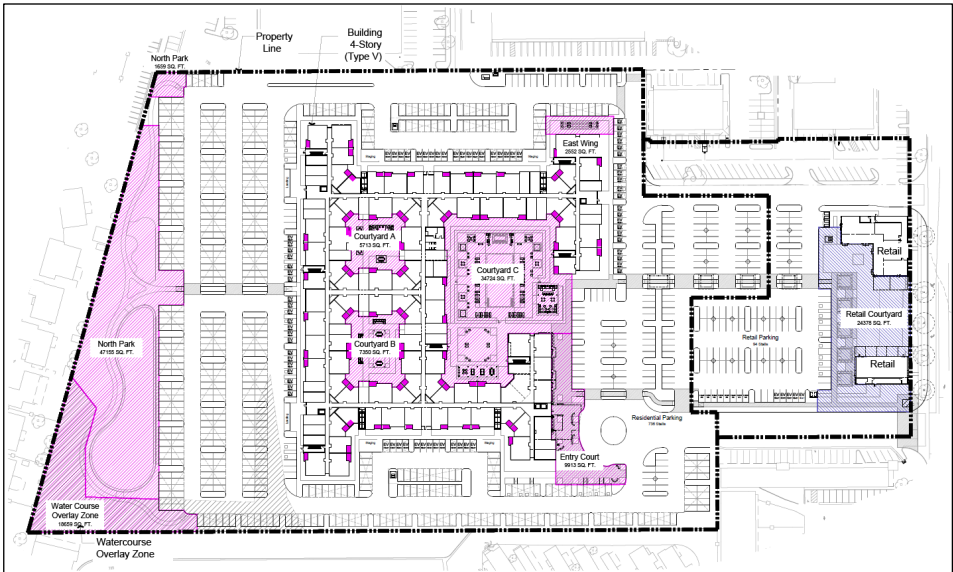 Property
Line
Building
4-Story
(Type V)
North Park
1659 SQ. FT.
East Wing
2552 SQ. FT.
Courtyard A
5713 SQ. FT.
Courtyard C
34724 SQ. FT.
Retail
Retail Courtyard
24378 SQ. FT.
North Park
47155 SQ. FT.
Courtyard B
7350 SQ. FT.
Retail Parking
Stalls
Retail
Residential Parking
Stalls
Entry Court
9913 SQ. FT.
Water Course
Overlay Zone
18659 SQ. FT.
Watercourse
Overlay Zone